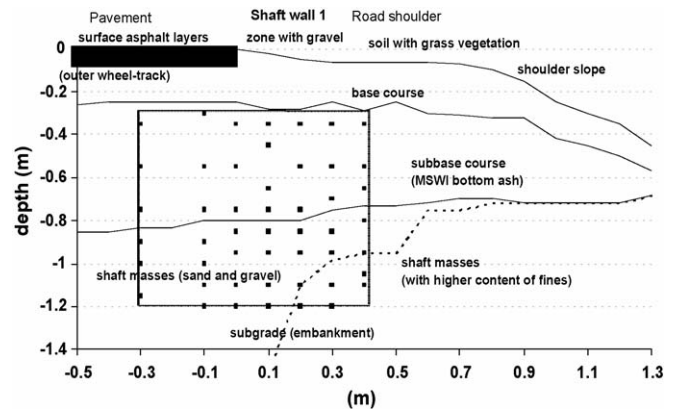 Shaft wall 1
Pavement
Road shoulder
surface asphalt layers
zone with gravel
soil with grass vegetation
(outer wheel-track)
shoulder slope
base course
subbase course
(MSWI bottom ash)
shaft masses (sand and gravel)
shaft masses
(with higher content of fines)
subgrade (embankment)
depth (m)
0
-0.2
-0.4
-0.6
-0.8
-1
-1.2
-1.4
-0.5
-0.3
-0.1
0.1
0.3
0.5
0.7
0.9
1.1
1.3
(m)